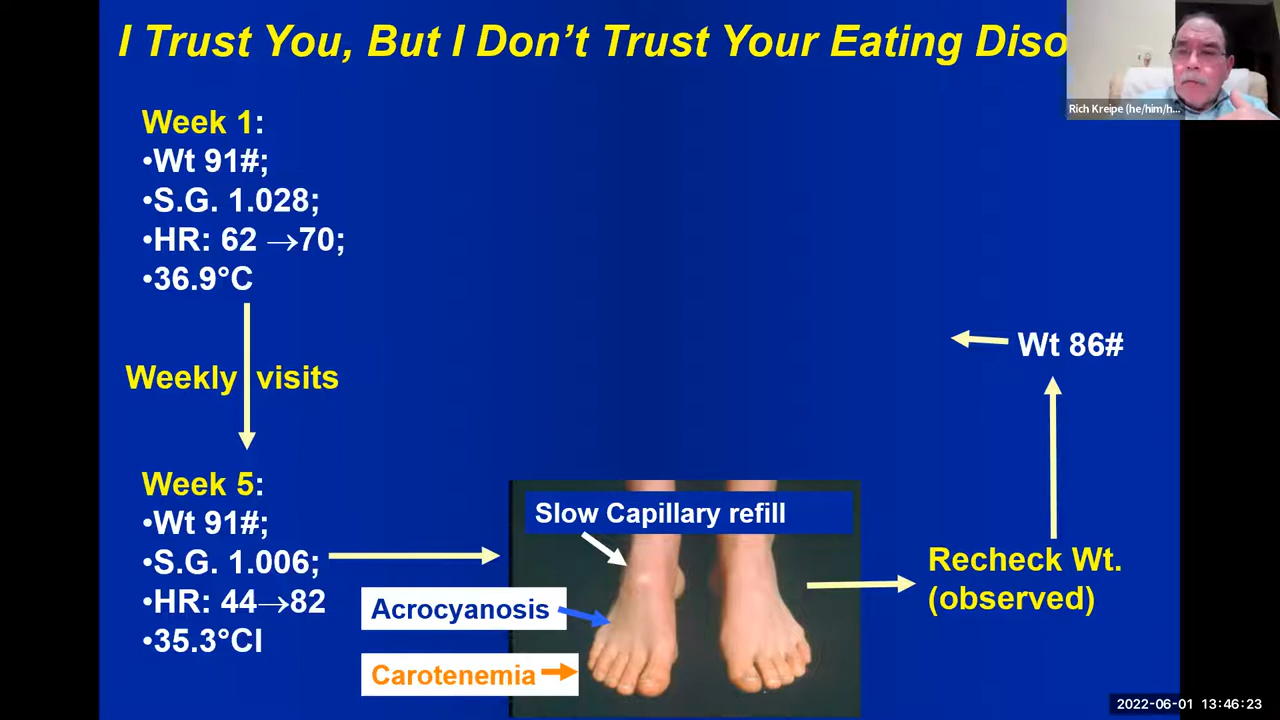 I Trust You, But I Don’t Trust Your Eating Diso
Rich Kreipe (he/him/h...
Week 1:
•Wt 91#;
•S.G. 1.028;
•HR: 62 →70;
•36.9°C
Weekly visits
Wt 86#
Week 5:
•Wt 91#;
•S.G. 1.006;
•HR: 44→82
•35.3°Cl
Slow Capillary refill
Acrocyanosis
Carotenemia
Recheck Wt.
(observed)
2022-06-01 13:46:23